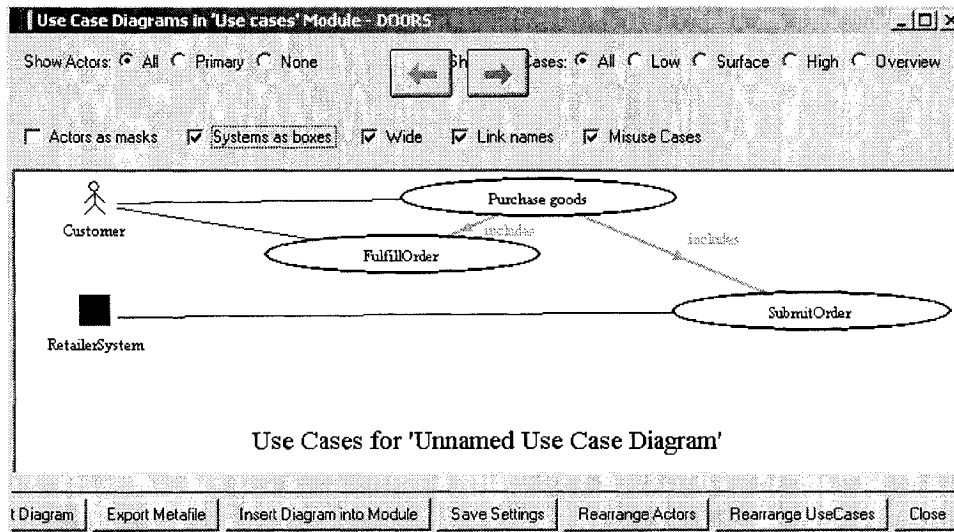 Use Case Diagrams in 'Use cases' Module - DOORS
Show Actors: All Primary None Sh Cases: All Low Surface High Overview
Actors as masks Systems as boxes Wide Link names Misuse Cases
Purchase goods
Customer
includes
includes
FulfillOrder
SubmitOrder
RetailerSystem
Use Cases for 'Unnamed Use Case Diagram'
t Diagram Export Metafile Insert Diagram into Module Save Settings Rearrange Actors Rearrange UseCases Close